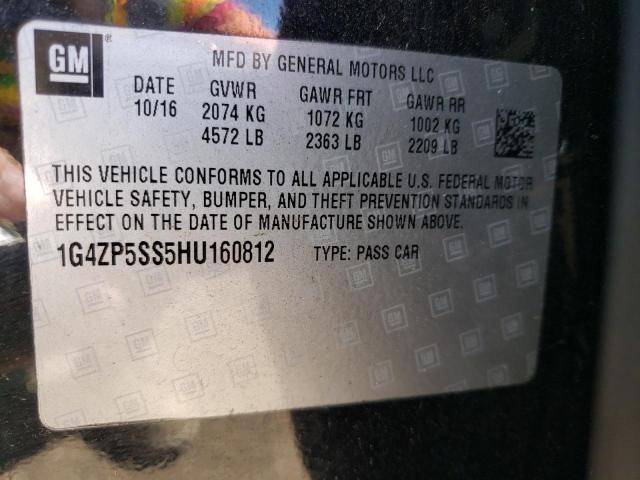 GM ®
MFD BY GENERAL MOTORS LLC
DATE GVWR GAWR FRT GAWR RR
10/16 2074 KG 1072 KG 1002 KG
4572 LB 2363 LB 2209 LB
THIS VEHICLE CONFORMS TO ALL APPLICABLE U.S. FEDERAL MOTOR
VEHICLE SAFETY, BUMPER, AND THEFT PREVENTION STANDARDS IN
EFFECT ON THE DATE OF MANUFACTURE SHOWN ABOVE.
1G4ZP5SS5HU160812 TYPE: PASS CAR